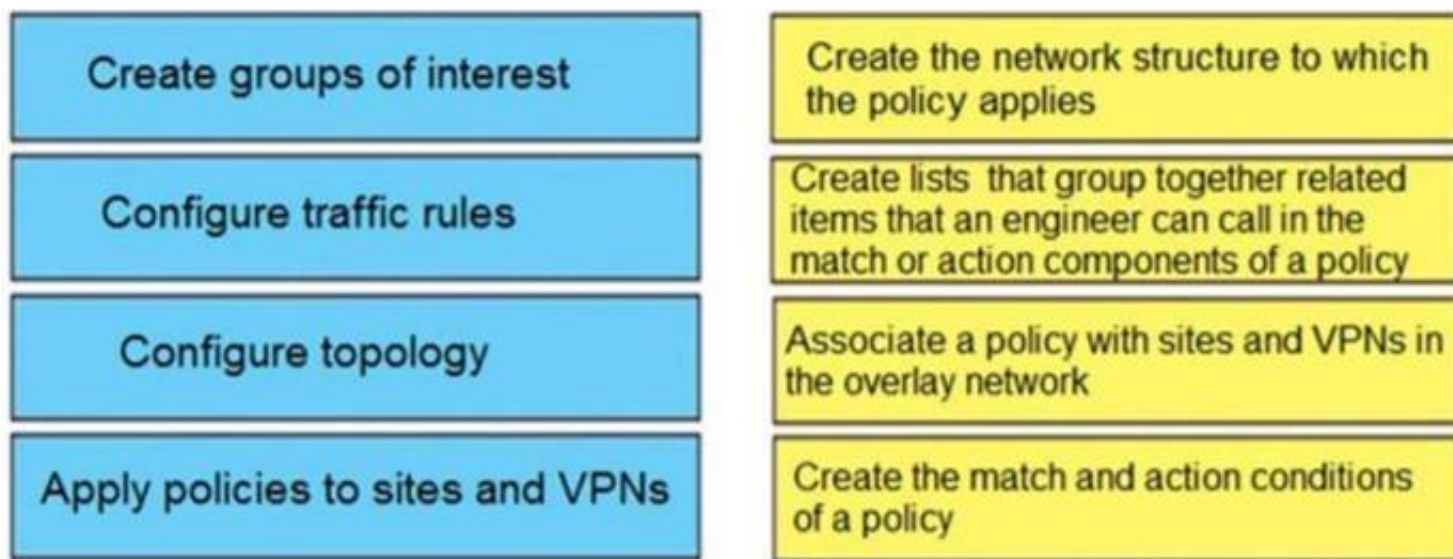 Create groups of interest
Create the network structure to which
the policy applies
Configure traffic rules
Create lists that group together related
items that an engineer can call in the
match or action components of a policy
Configure topology
Associate a policy with sites and VPNs in
the overlay network
Apply policies to sites and VPNs
Create the match and action conditions
of a policy